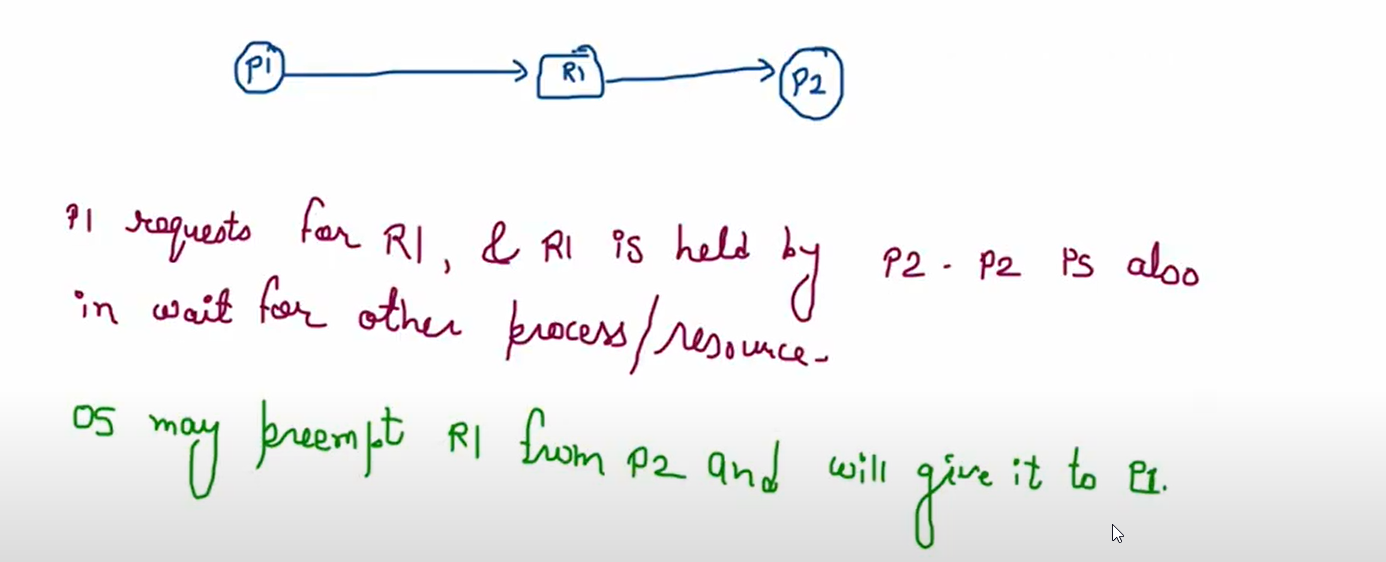 P1 R1 P2
P1 requests for R1, & R1 is held by P2. P2 is also
in wait for other process/resource.
OS may preempt R1 from P2 and will give it to P1.